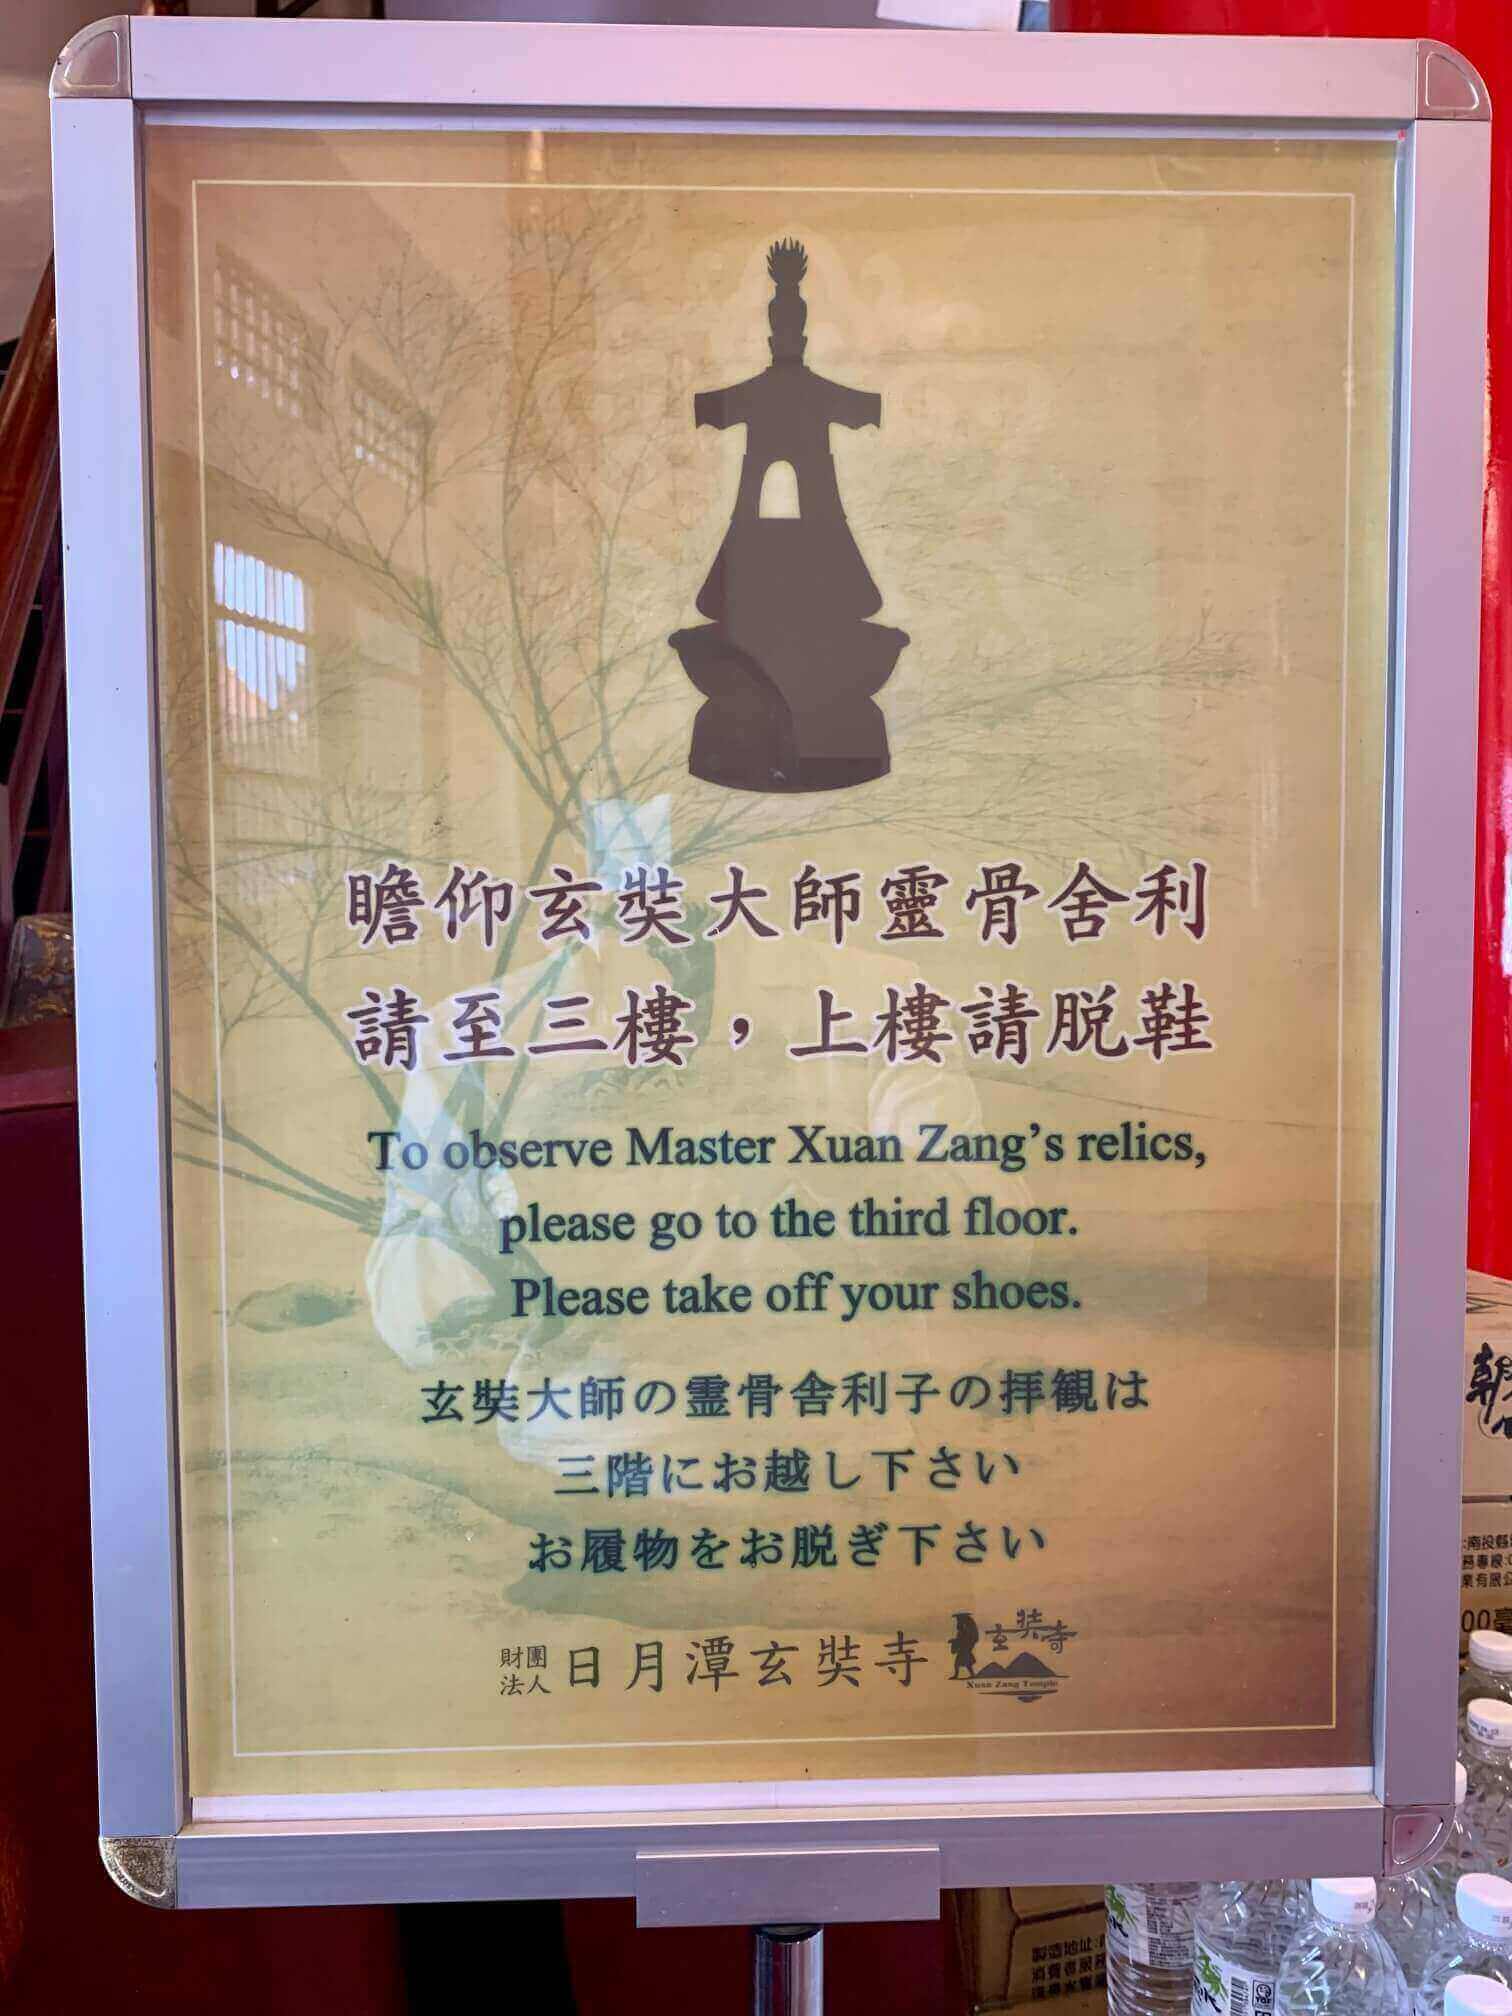 瞻仰玄奘大師靈骨舍利
請至三樓，上樓請脫鞋
To observe Master Xuan Zang's relics,
please go to the third floor.
Please take off your shoes.
玄奘大師の霊骨舎利子の拝観は
三階にお越し下さい
お履物をお脱ぎ下さい
財團法人 日月潭玄奘寺
玄奘寺
Xuan Zang Temple